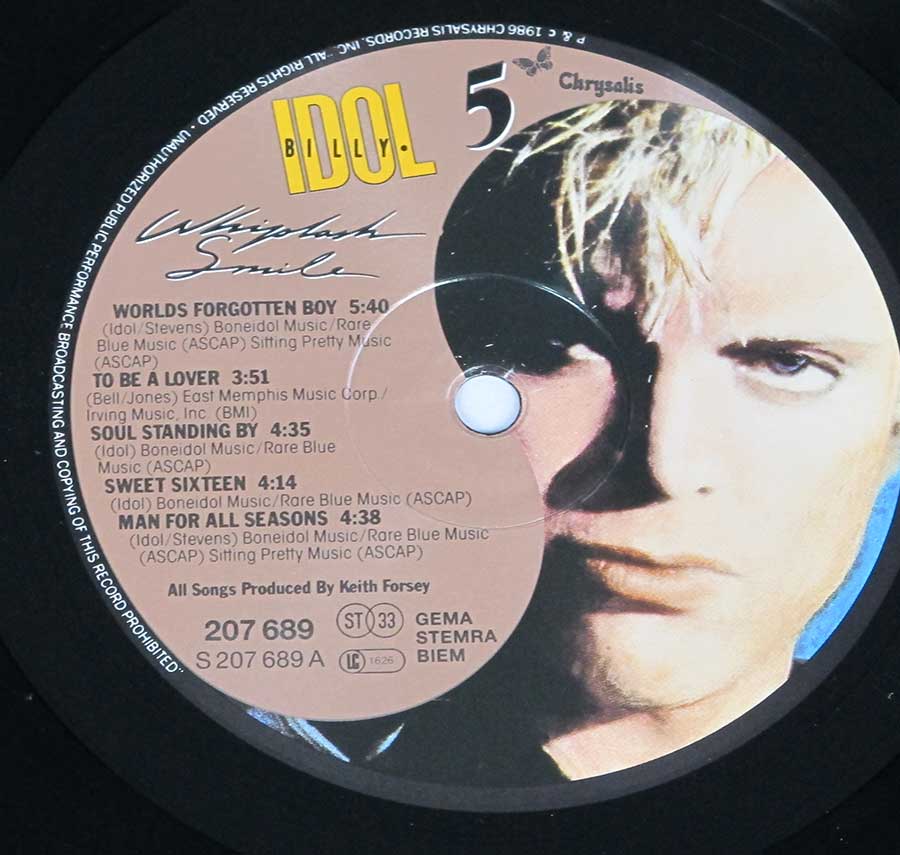 P & c 1986 CHRYSALIS RECORDS, INC. "ALL RIGHTS RESERVED • UNAUTHORIZED PUBLIC PERFORMANCE BROADCASTING AND COPYING OF THIS RECORD PROHIBITED"
IDOL
BILLY.
5
Chrysalis
Whiplash
Smile
WORLDS FORGOTTEN BOY 5:40
(Idol/Stevens) Boneidol Music/Rare
Blue Music (ASCAP) Sitting Pretty Music
(ASCAP)
TO BE A LOVER 3:51
(Bell/Jones) East Memphis Music Corp./
Irving Music, Inc. (BMI)
SOUL STANDING BY 4:35
(Idol) Boneidol Music/Rare Blue
Music (ASCAP)
SWEET SIXTEEN 4:14
(Idol) Boneidol Music/Rare Blue Music (ASCAP)
MAN FOR ALL SEASONS 4:38
(Idol/Stevens) Boneidol Music/Rare Blue Music
(ASCAP) Sitting Pretty Music (ASCAP)
All Songs Produced By Keith Forsey
207 689
S 207 689 A
ST 33
LC 1626
GEMA
STEMRA
BIEM